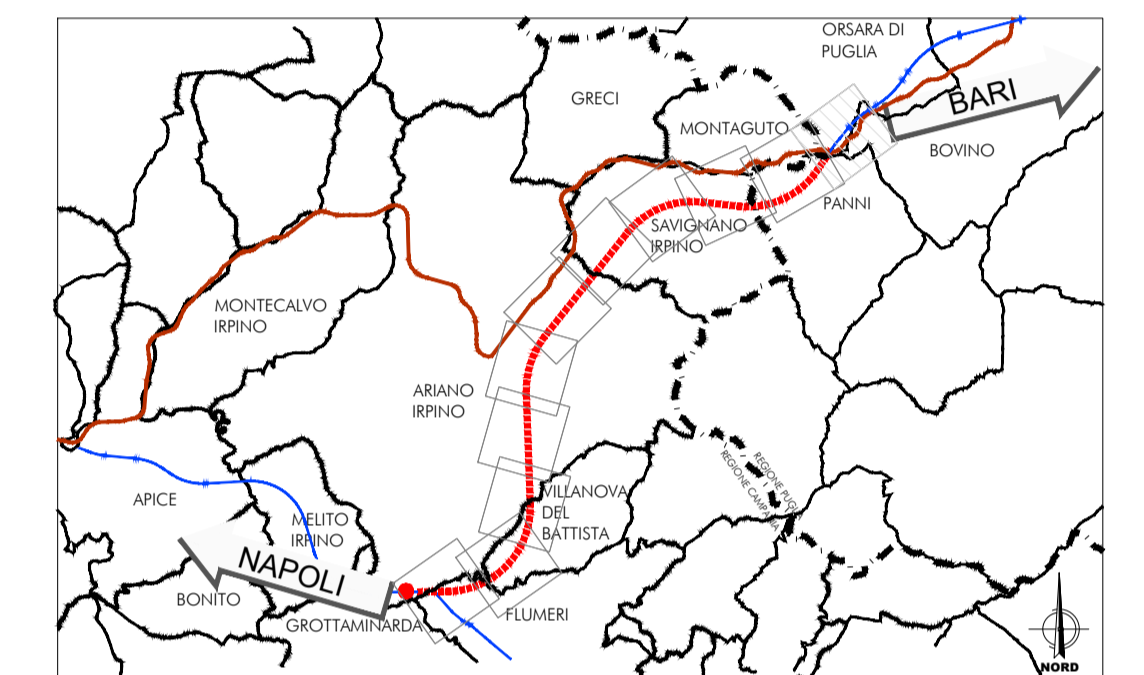 ORSARA DI
PUGLIA
GRECI
BARI
MONTAGUTO
BOVINO
PANNI
SAVIGNANO
IRPINO
MONTECALVO
IRPINO
ARIANO
IRPINO
REGIONE PUGLIA
REGIONE CAMPANIA
APICE
VILLANOVA
DEL
BATTISTA
MELITO
IRPINO
NAPOLI
BONITO
GROTTAMINARDA
FLUMERI
NORD